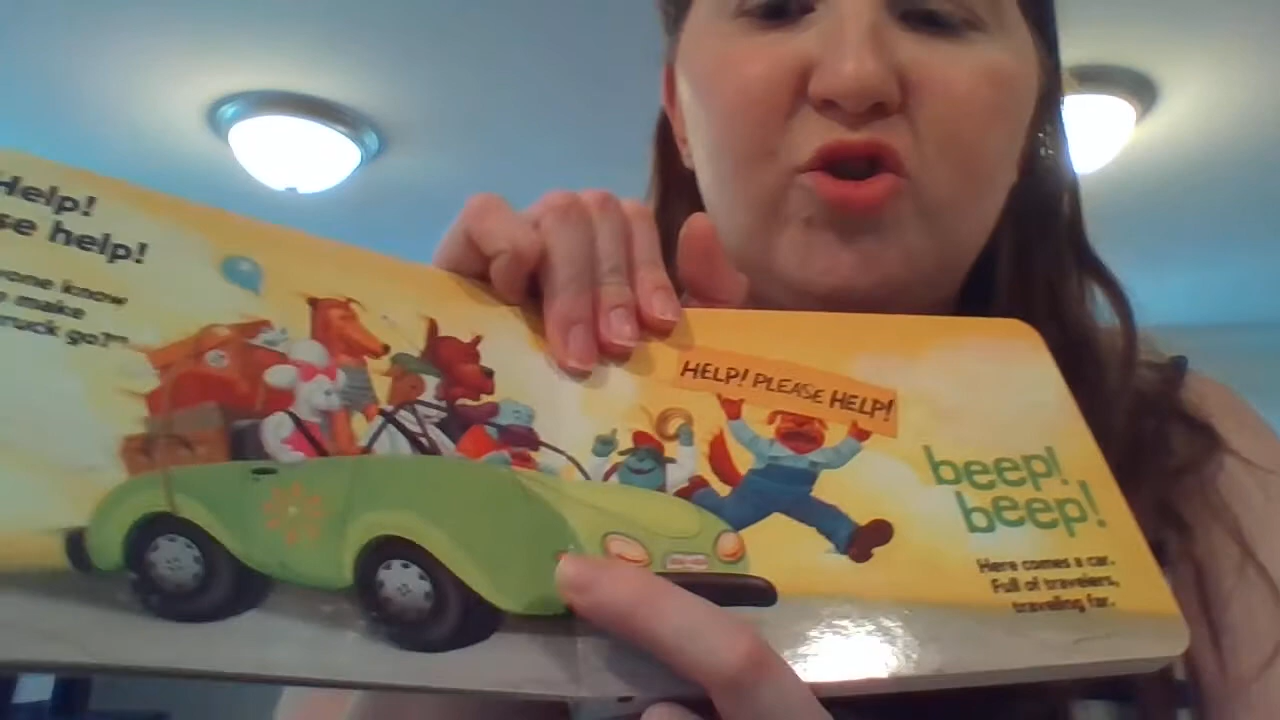 Help!
se help!
one know
e make
ruck go?"
HELP! PLEASE HELP!
beep!
beep!
Here comes a car.
Full of travelers,
traveling far.